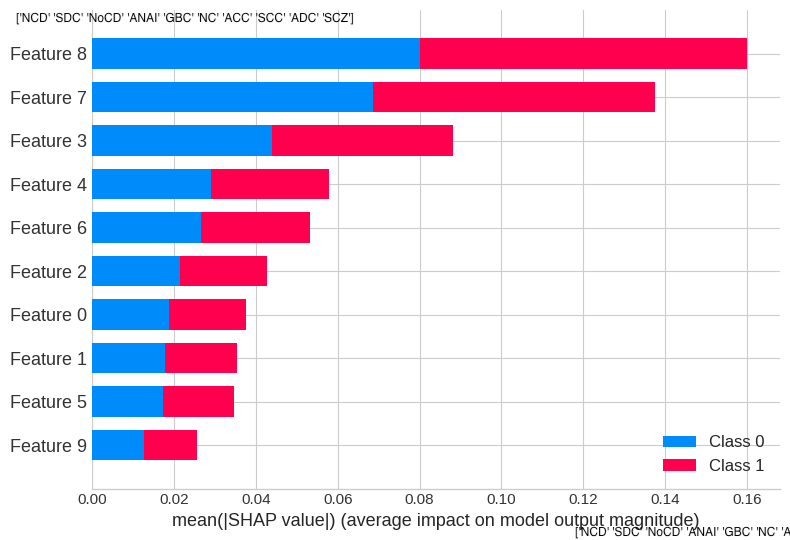 ['NCD' 'SDC' 'NoCD' 'ANAI' 'GBC' 'NC' 'ACC' 'SCC' 'ADC' 'SCZ']
Feature 8
Feature 7
Feature 3
Feature 4
Feature 6
Feature 2
Feature 0
Feature 1
Feature 5
Feature 9
Class 0
Class 1
0.00 0.02 0.04 0.06 0.08 0.10 0.12 0.14 0.16
mean(|SHAP value|) (average impact on model output magnitude)
['NCD' 'SDC' 'NoCD' 'ANAI' 'GBC' 'NC' 'A